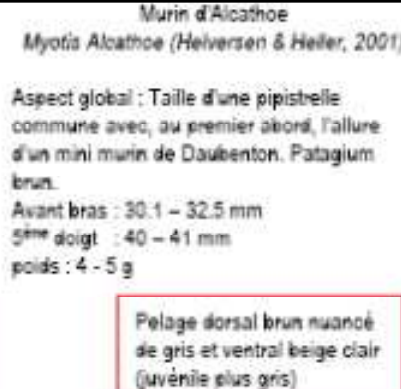 Murin d'Alcathoe
Myotis Alcathoe (Helversen & Heller, 2001)
Aspect global : Taille d'une pipistrelle
commune avec, au premier abord, l'allure
d'un mini murin de Daubenton. Patagium
brun.
Avant bras : 30.1 – 32.5 mm
5ème doigt : 40 – 41 mm
poids : 4 - 5 g
Pelage dorsal brun nuancé
de gris et ventral beige clair
(juvénile plus gris)